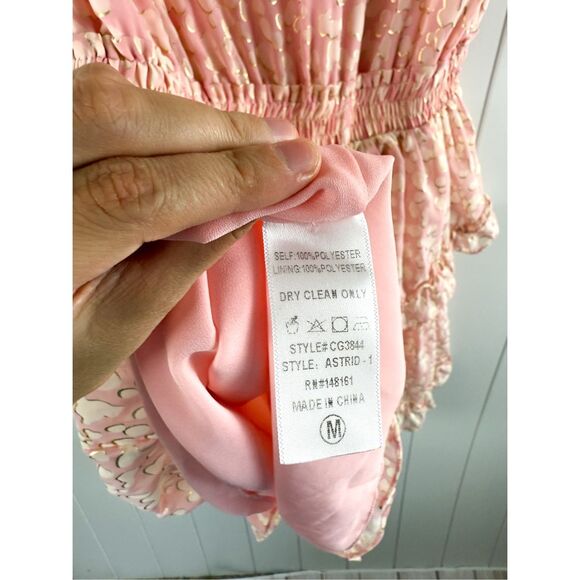 SELF:100%POLYESTER
LINING:100%POLYESTER
DRY CLEAN ONLY
STYLE# CG3844
STYLE: ASTRID - 1
RN#148161
MADE IN CHINA
M